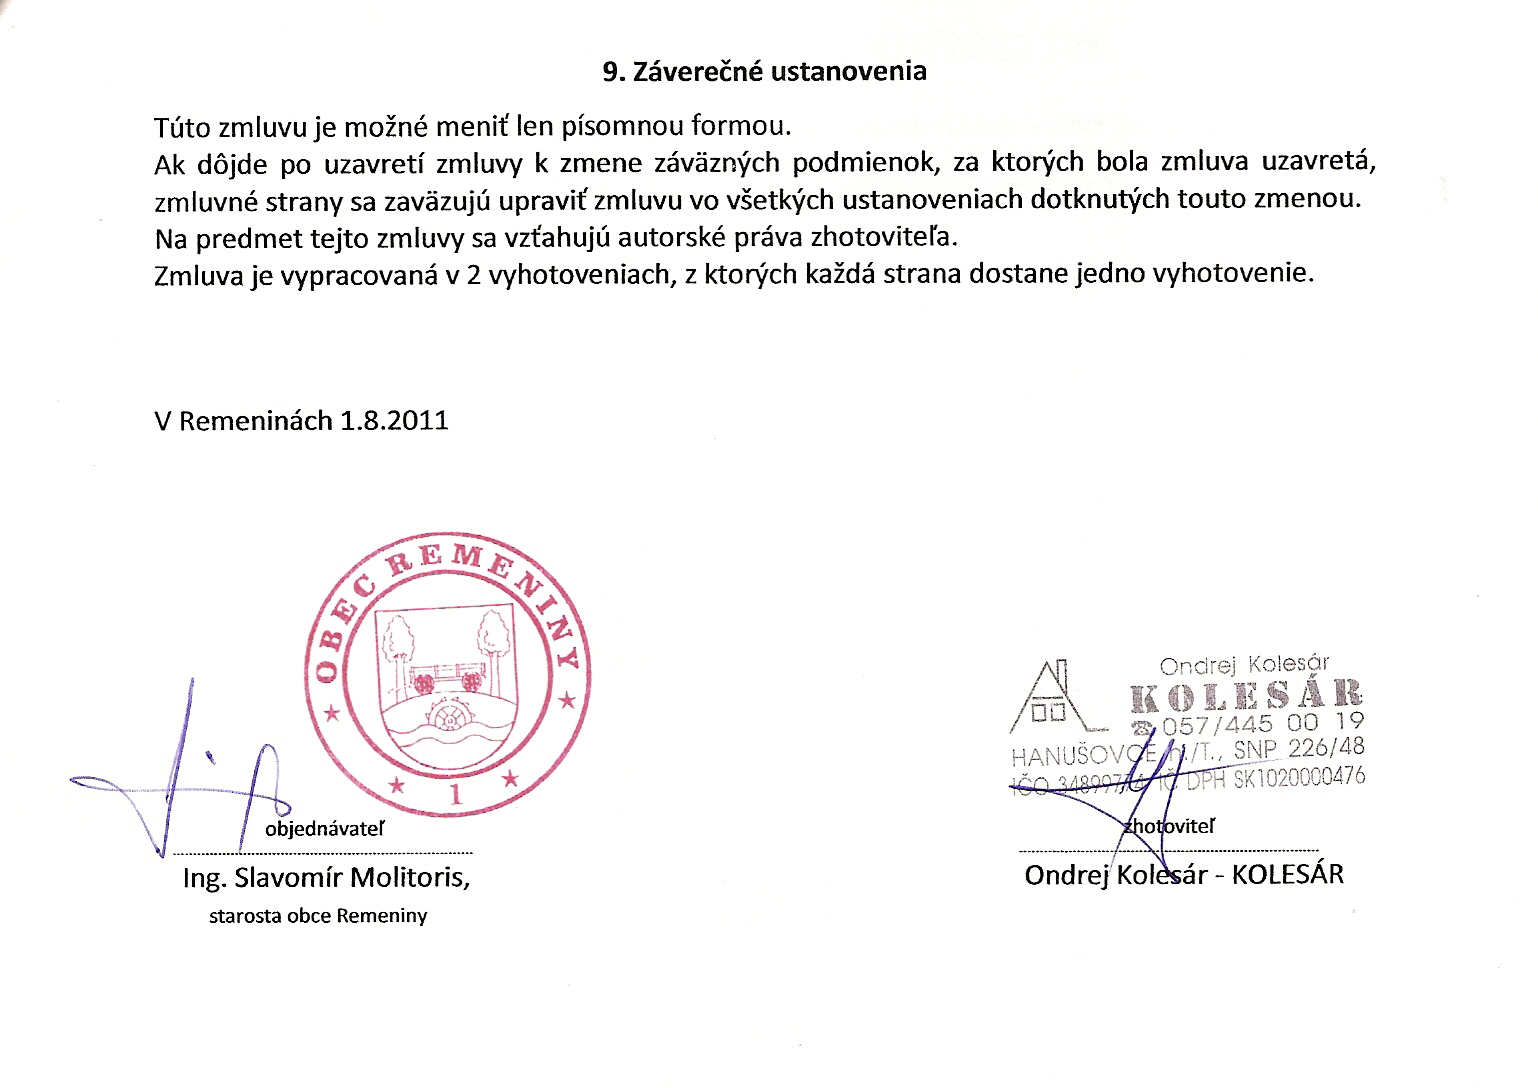 9. Záverečné ustanovenia
Túto zmluvu je možné meniť len písomnou formou.
Ak dôjde po uzavretí zmluvy k zmene záväzných podmienok, za ktorých bola zmluva uzavretá,
zmluvné strany sa zaväzujú upraviť zmluvu vo všetkých ustanoveniach dotknutých touto zmenou.
Na predmet tejto zmluvy sa vzťahujú autorské práva zhotoviteľa.
Zmluva je vypracovaná v 2 vyhotoveniach, z ktorých každá strana dostane jedno vyhotovenie.
V Remeninách 1.8.2011
OBEC REMENINY
1
objednávateľ
Ing. Slavomír Molitoris,
starosta obce Remeniny
Ondrej Kolesár
KOLESÁR
☎ 057/445 00 19
HANUŠOVCE n./T., SNP 226/48
IČO IČ DPH SK1020000476
zhotoviteľ
Ondrej Kolesár - KOLESÁR